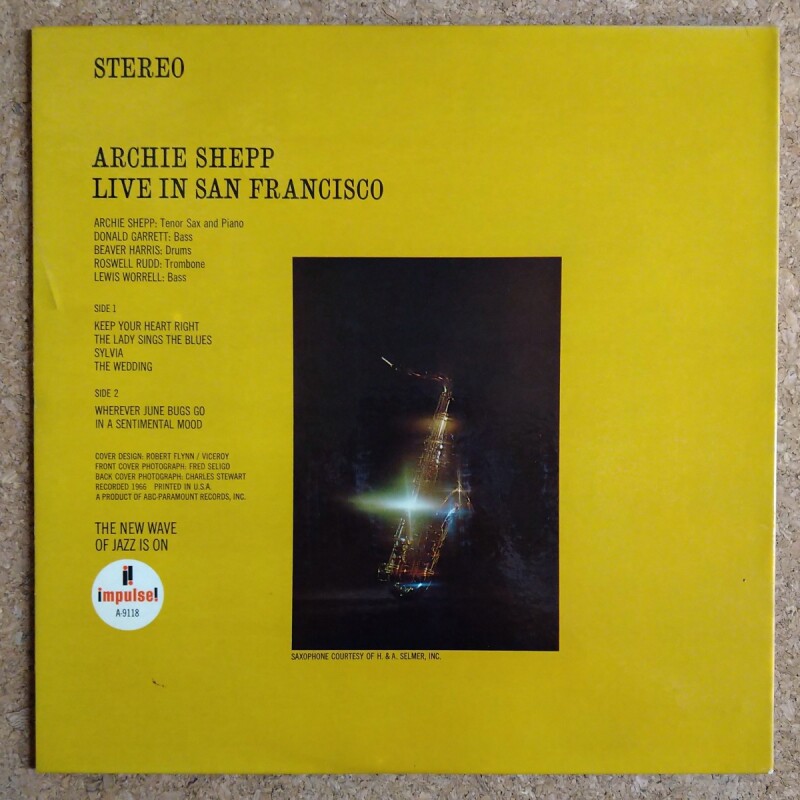 STEREO
ARCHIE SHEPP
LIVE IN SAN FRANCISCO
ARCHIE SHEPP: Tenor Sax and Piano
DONALD GARRETT: Bass
BEAVER HARRIS: Drums
ROSWELL RUDD: Trombone
LEWIS WORRELL: Bass
SIDE 1
KEEP YOUR HEART RIGHT
THE LADY SINGS THE BLUES
SYLVIA
THE WEDDING
SIDE 2
WHEREVER JUNE BUGS GO
IN A SENTIMENTAL MOOD
COVER DESIGN: ROBERT FLYNN / VICEROY
FRONT COVER PHOTOGRAPH: FRED SELIGO
BACK COVER PHOTOGRAPH: CHARLES STEWART
RECORDED 1966 PRINTED IN U.S.A.
A PRODUCT OF ABC-PARAMOUNT RECORDS, INC.
THE NEW WAVE
OF JAZZ IS ON
i!
impulse!
A-9118
SAXOPHONE COURTESY OF H. & A. SELMER, INC.